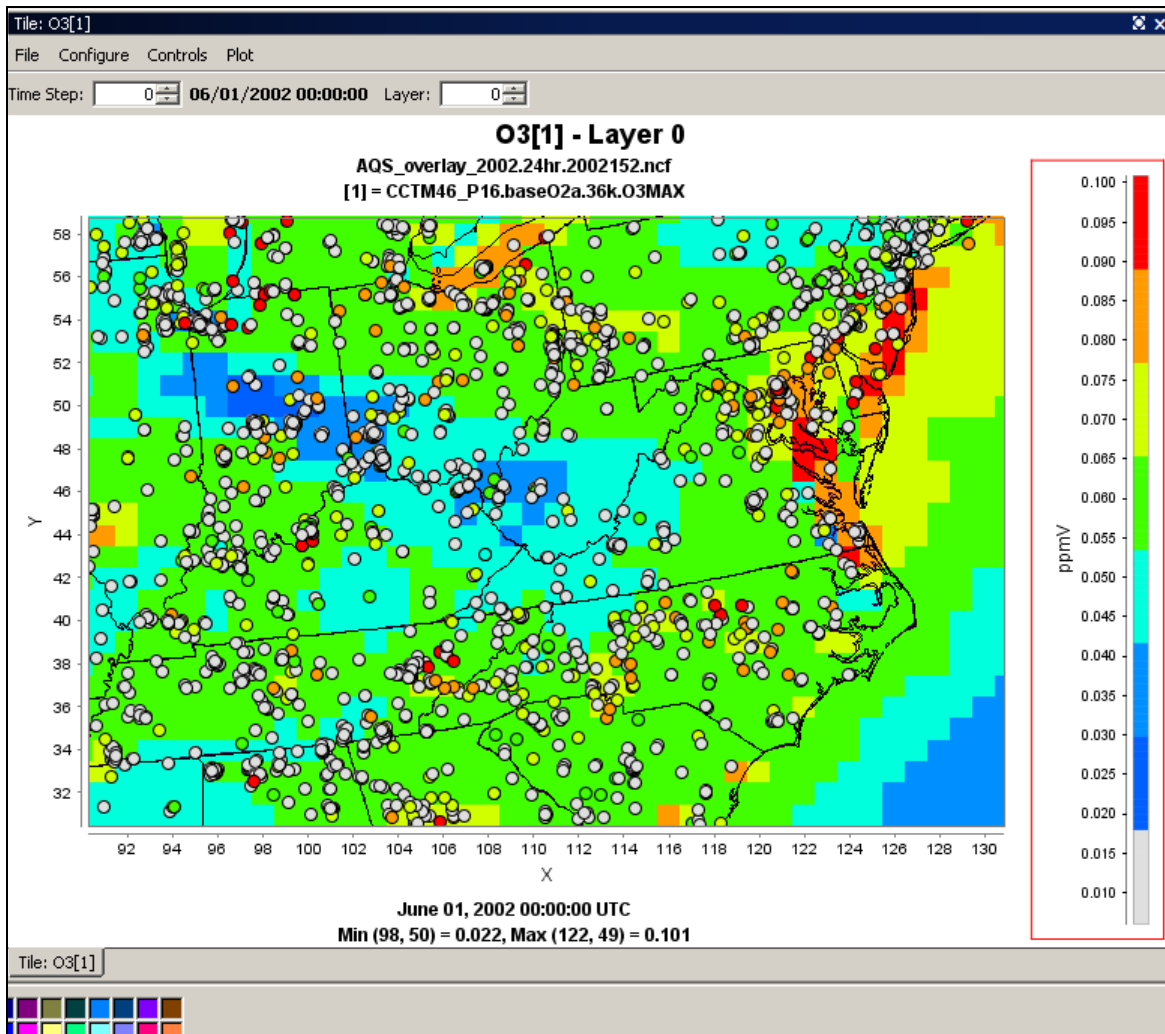 Tile: O3[1]
File Configure Controls Plot
Time Step: 0 06/01/2002 00:00:00 Layer: 0
O3[1] - Layer 0
AQS_overlay_2002.24hr.2002152.ncf
[1] = CCTM46_P16.baseO2a.36k.O3MAX
58
56
54
52
50
48
46
44
42
40
38
36
34
32
Y
92 94 96 98 100 102 104 106 108 110 112 114 116 118 120 122 124 126 128 130
X
0.100
0.095
0.090
0.085
0.080
0.075
0.070
0.065
0.060
0.055
0.050
0.045
0.040
0.035
0.030
0.025
0.020
0.015
0.010
ppmV
June 01, 2002 00:00:00 UTC
Min (98, 50) = 0.022, Max (122, 49) = 0.101
Tile: O3[1]